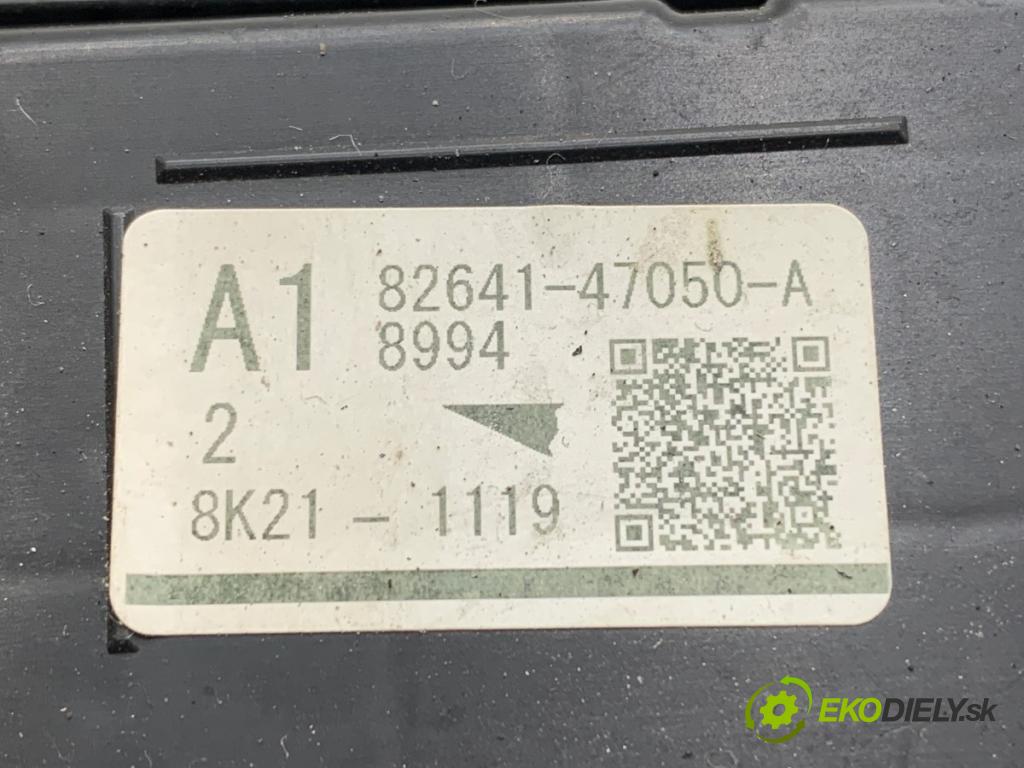 A1 82641-47050-A
8994
2
8K21 - 1119
EKODIELY.sk